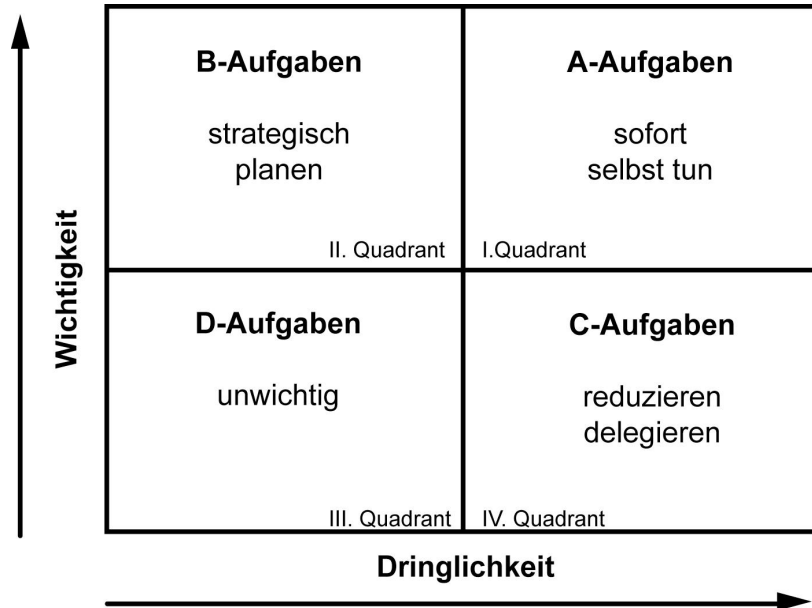 B-Aufgaben
strategisch
planen
II. Quadrant
A-Aufgaben
sofort
selbst tun
I.Quadrant
Wichtigkeit
D-Aufgaben
unwichtig
III. Quadrant
C-Aufgaben
reduzieren
delegieren
IV. Quadrant
Dringlichkeit